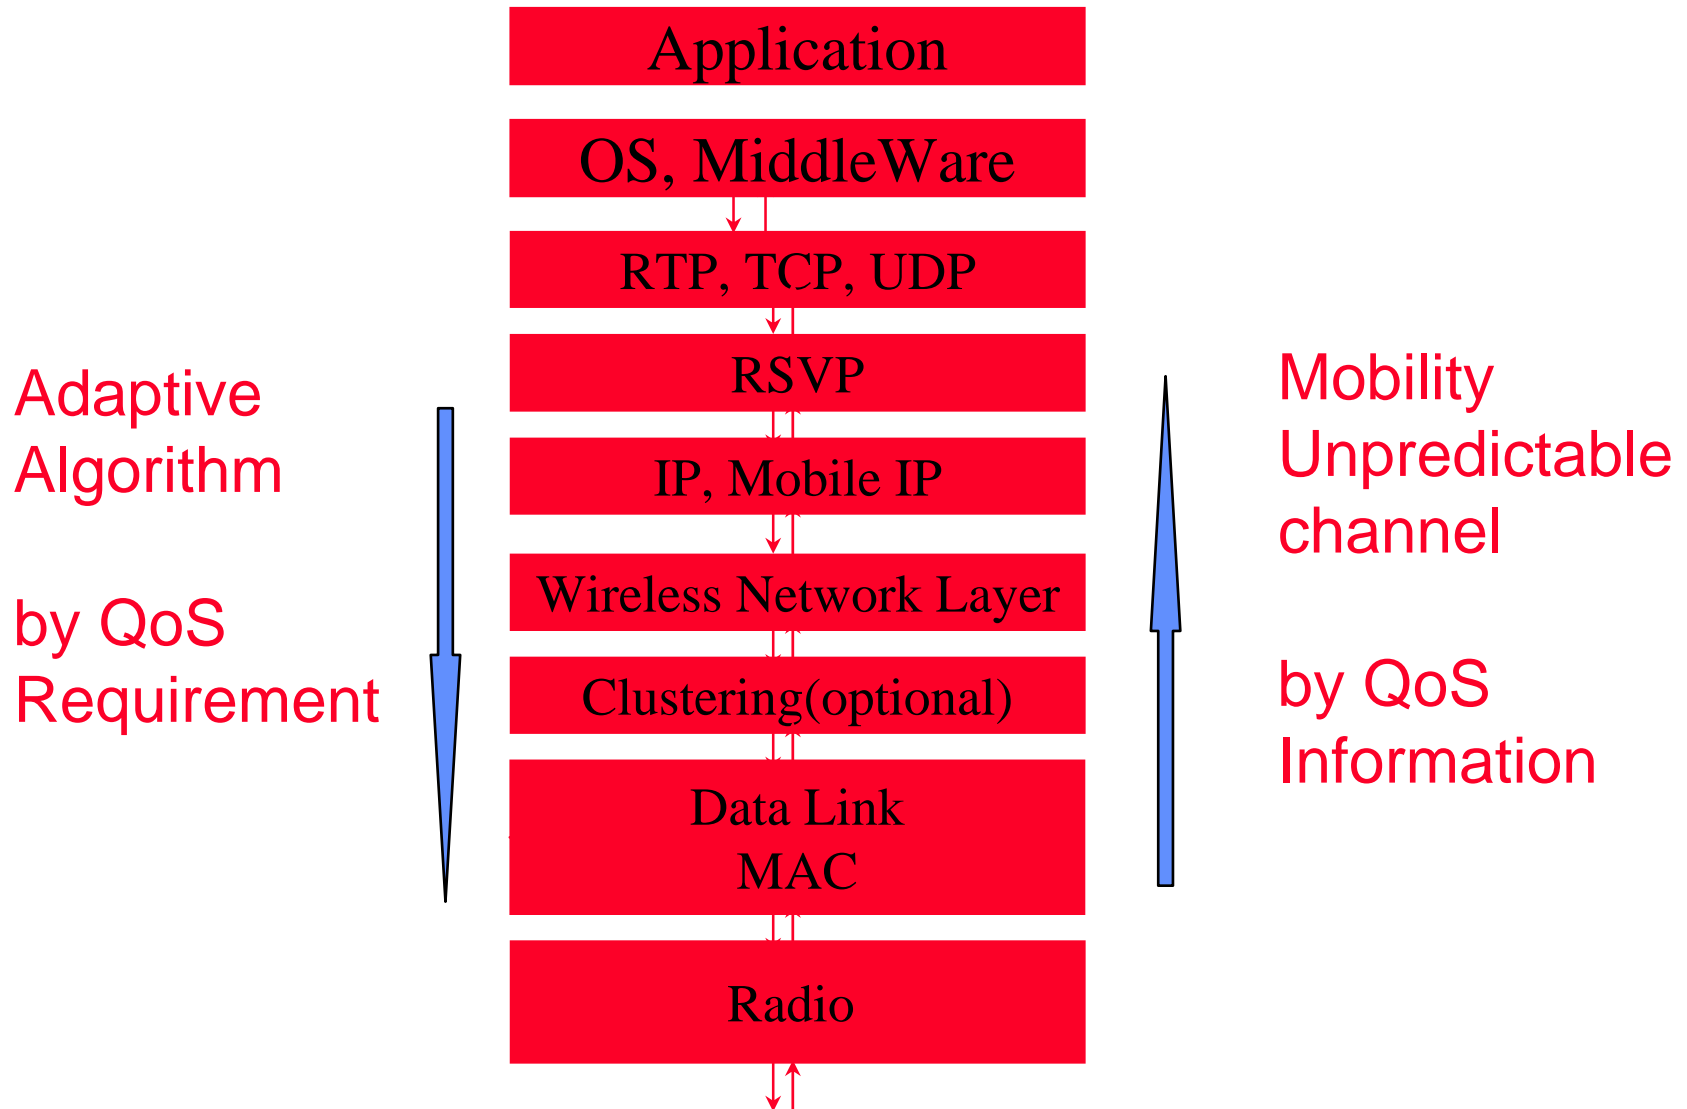 Application
OS, MiddleWare
RTP, TCP, UDP
RSVP
IP, Mobile IP
Wireless Network Layer
Clustering(optional)
Data Link
MAC
Radio
Adaptive
Algorithm
by QoS
Requirement
Mobility
Unpredictable
channel
by QoS
Information